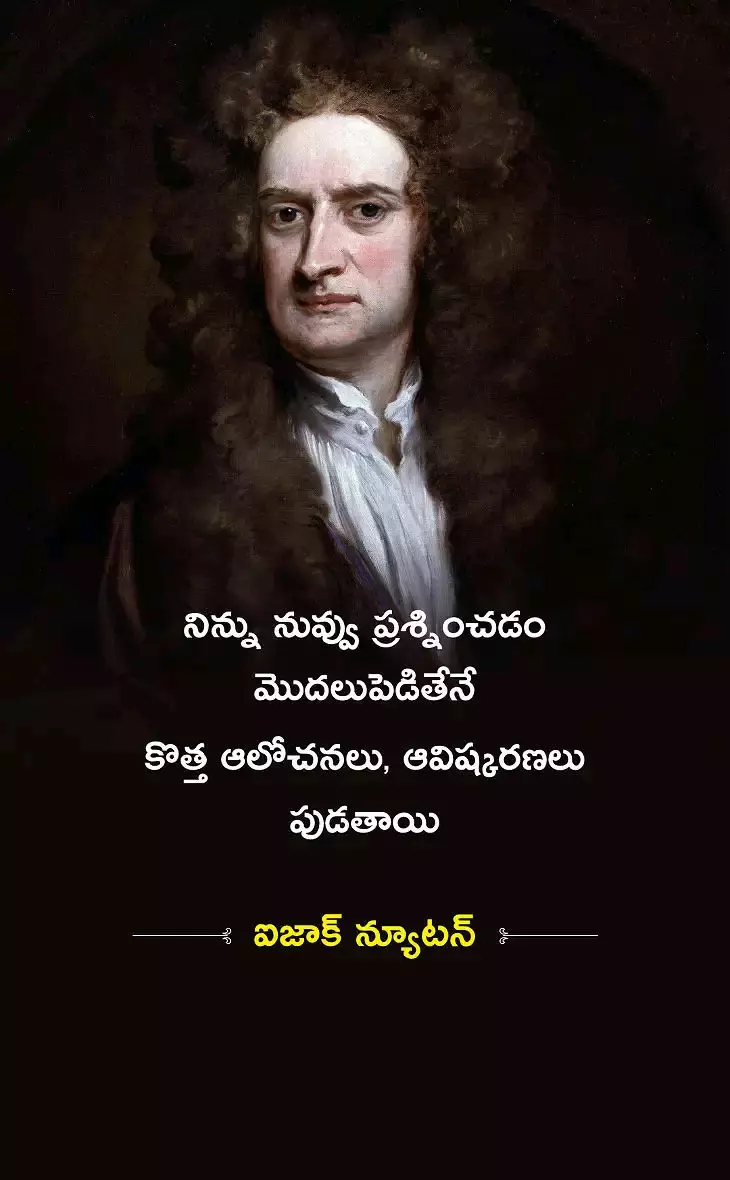 నిన్ను నువ్వు ప్రశ్నించడం
మొదలుపెడితేనే
కొత్త ఆలోచనలు, ఆవిష్కరణలు
పుడతాయి
ఐజాక్ న్యూటన్